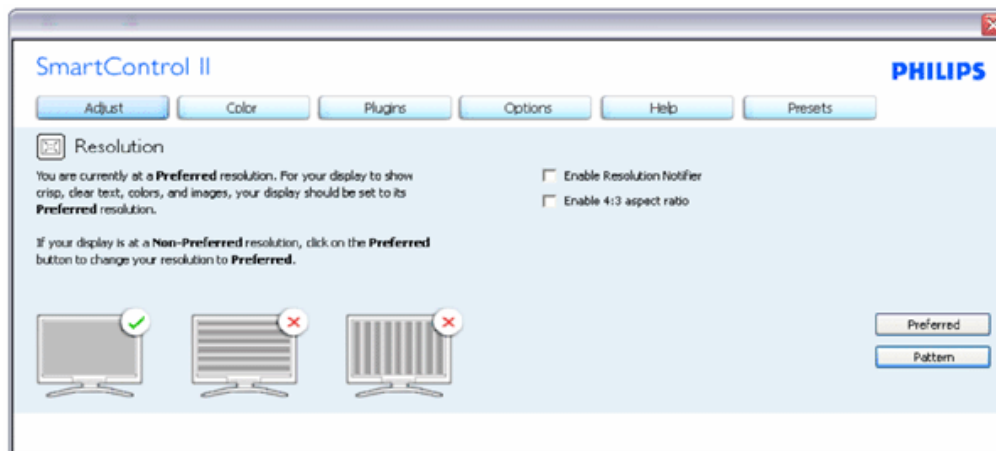 SmartControl II
PHILIPS
Adjust
Color
Plugins
Options
Help
Presets
Resolution
You are currently at a Preferred resolution. For your display to show
crisp, clear text, colors, and images, your display should be set to its
Preferred resolution.
If your display is at a Non-Preferred resolution, click on the Preferred
button to change your resolution to Preferred.
Enable Resolution Notifier
Enable 4:3 aspect ratio
Preferred
Pattern